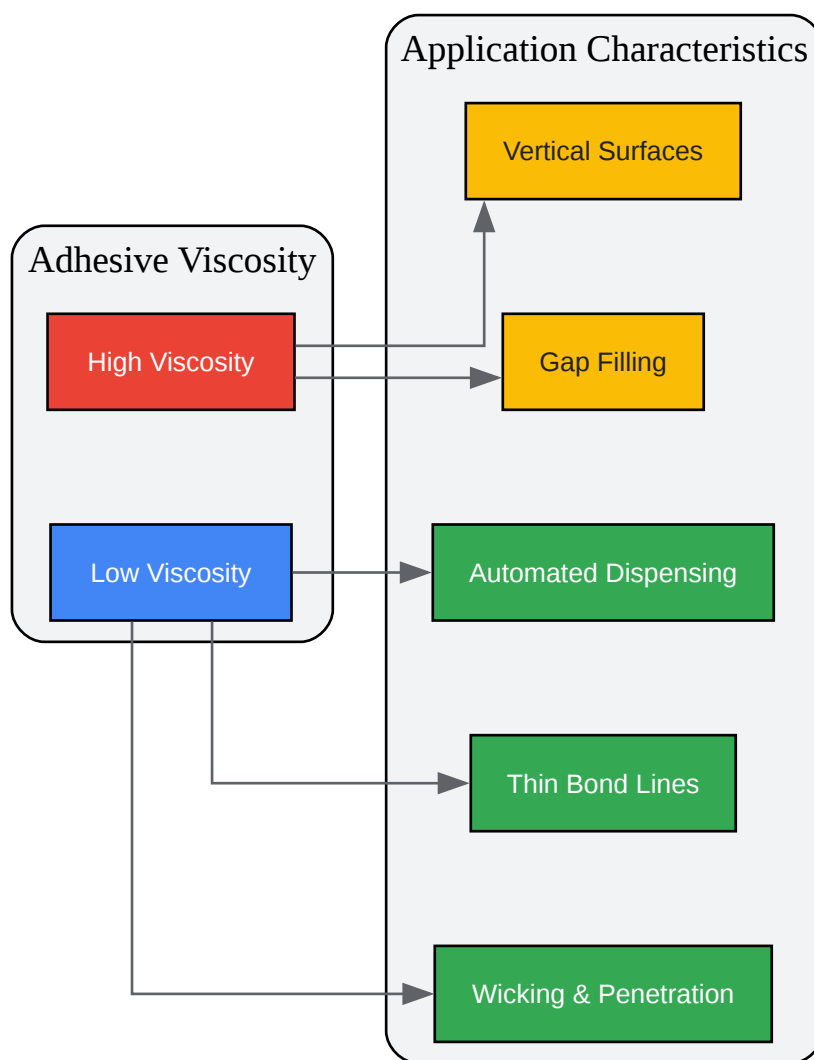 Application Characteristics
Vertical Surfaces
Adhesive Viscosity
High Viscosity
Gap Filling
Low Viscosity
Automated Dispensing
Thin Bond Lines
Wicking & Penetration